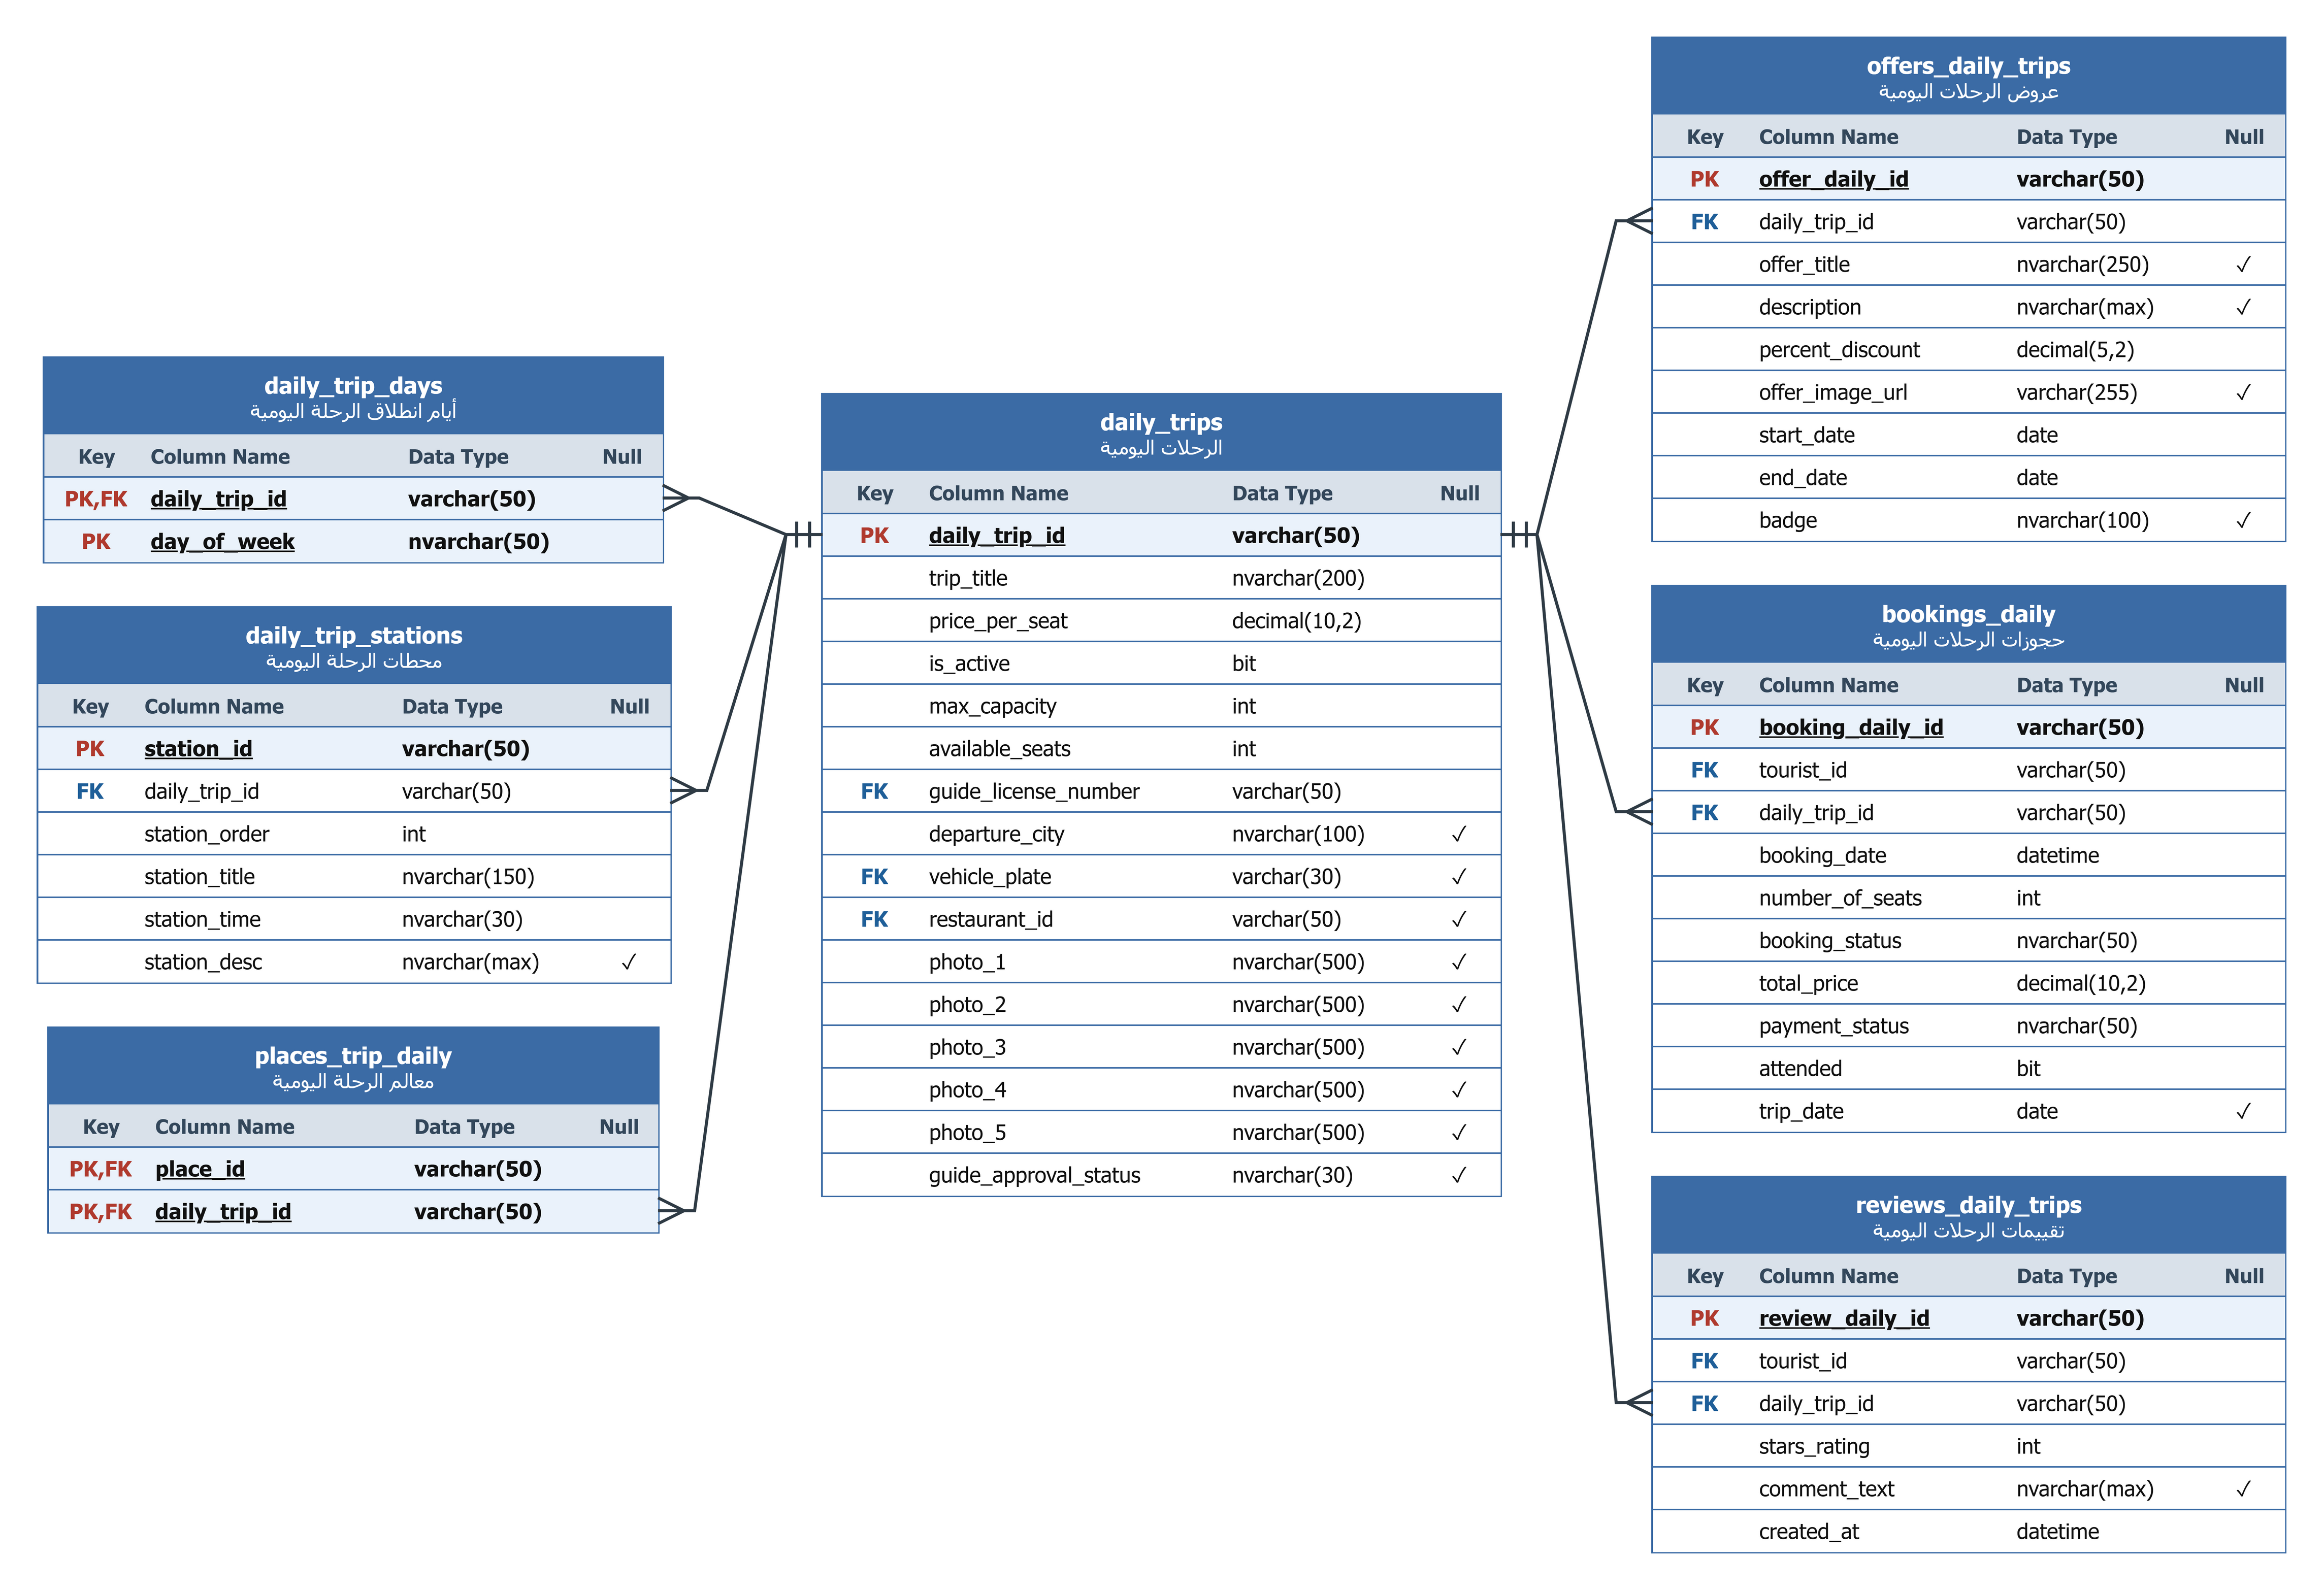 daily_trip_days
أيام انطلاق الرحلة اليومية
Key Column Name Data Type Null
PK,FK daily_trip_id varchar(50)
PK day_of_week nvarchar(50)
daily_trip_stations
محطات الرحلة اليومية
Key Column Name Data Type Null
PK station_id varchar(50)
FK daily_trip_id varchar(50)
station_order int
station_title nvarchar(150)
station_time nvarchar(30)
station_desc nvarchar(max) ✓
places_trip_daily
معالم الرحلة اليومية
Key Column Name Data Type Null
PK,FK place_id varchar(50)
PK,FK daily_trip_id varchar(50)
daily_trips
الرحلات اليومية
Key Column Name Data Type Null
PK daily_trip_id varchar(50)
trip_title nvarchar(200)
price_per_seat decimal(10,2)
is_active bit
max_capacity int
available_seats int
FK guide_license_number varchar(50)
departure_city nvarchar(100) ✓
FK vehicle_plate varchar(30) ✓
FK restaurant_id varchar(50) ✓
photo_1 nvarchar(500) ✓
photo_2 nvarchar(500) ✓
photo_3 nvarchar(500) ✓
photo_4 nvarchar(500) ✓
photo_5 nvarchar(500) ✓
guide_approval_status nvarchar(30) ✓
offers_daily_trips
عروض الرحلات اليومية
Key Column Name Data Type Null
PK offer_daily_id varchar(50)
FK daily_trip_id varchar(50)
offer_title nvarchar(250) ✓
description nvarchar(max) ✓
percent_discount decimal(5,2)
offer_image_url varchar(255) ✓
start_date date
end_date date
badge nvarchar(100) ✓
bookings_daily
حجوزات الرحلات اليومية
Key Column Name Data Type Null
PK booking_daily_id varchar(50)
FK tourist_id varchar(50)
FK daily_trip_id varchar(50)
booking_date datetime
number_of_seats int
booking_status nvarchar(50)
total_price decimal(10,2)
payment_status nvarchar(50)
attended bit
trip_date date ✓
reviews_daily_trips
تقييمات الرحلات اليومية
Key Column Name Data Type Null
PK review_daily_id varchar(50)
FK tourist_id varchar(50)
FK daily_trip_id varchar(50)
stars_rating int
comment_text nvarchar(max) ✓
created_at datetime